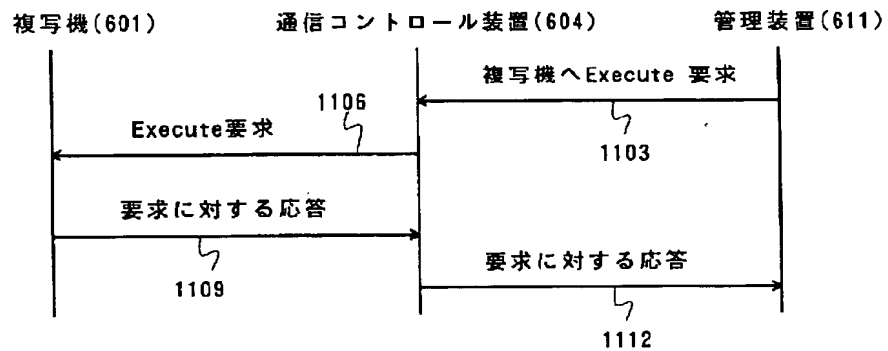 複写機(601)
通信コントロール装置(604)
管理装置(611)
複写機へExecute 要求
1106
Execute要求
1103
要求に対する応答
要求に対する応答
1109
1112